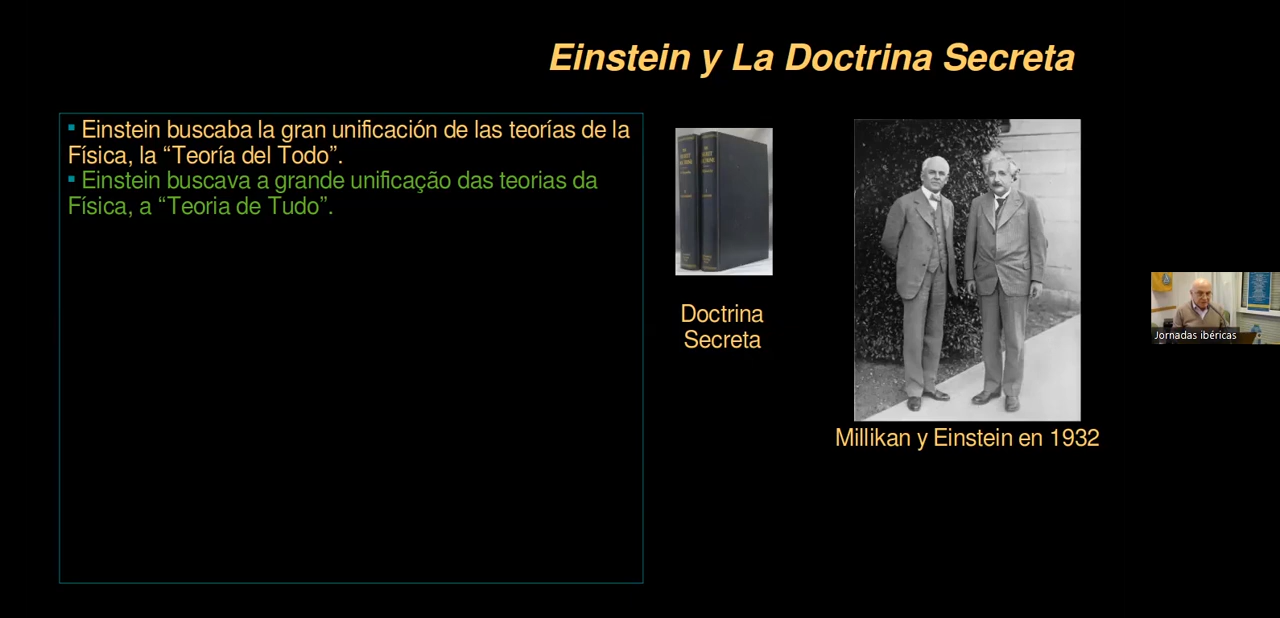 Einstein y La Doctrina Secreta
▪ Einstein buscaba la gran unificación de las teorías de la
Física, la “Teoría del Todo”.
▪ Einstein buscava a grande unificação das teorias da
Física, a “Teoria de Tudo”.
Doctrina
Secreta
Millikan y Einstein en 1932
Jornadas ibéricas